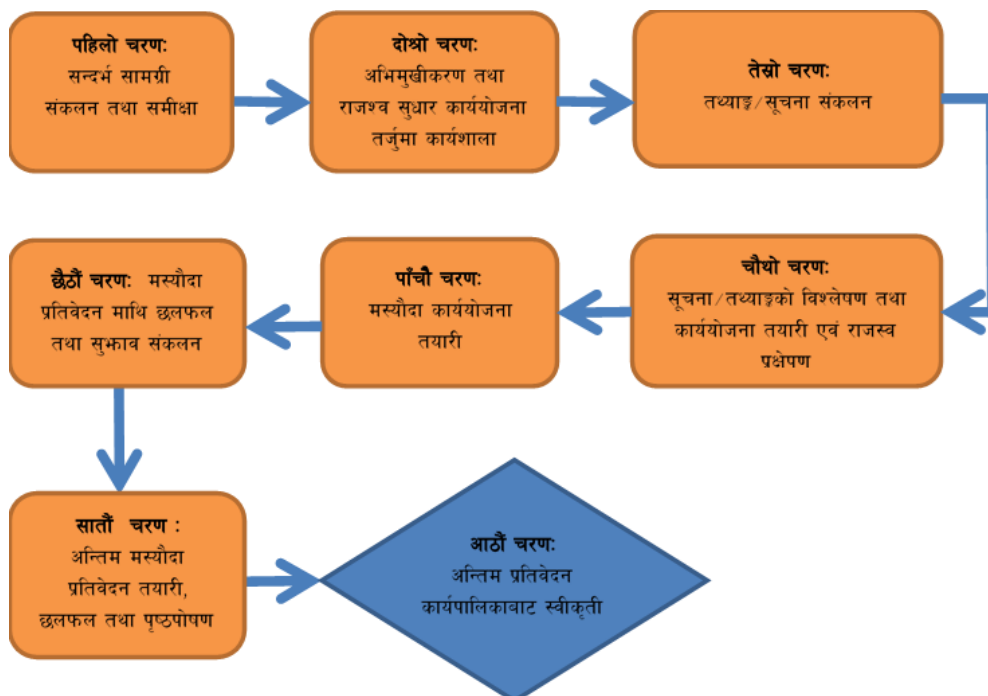 पहिलो चरण:
सन्दर्भ सामग्री
संकलन तथा समीक्षा
दोश्रो चरण:
अभिमुखीकरण तथा
राजश्व सुधार कार्ययोजना
तर्जुमा कार्यशाला
तेस्रो चरण:
तथ्याङ्क/सूचना संकलन
चौथो चरण:
सूचना/तथ्याङ्कको विश्लेषण तथा
कार्ययोजना तयारी एवं राजस्व
प्रक्षेपण
पाँचौ चरण:
मस्यौदा कार्ययोजना
तयारी
छैठौं चरण: मस्यौदा
प्रतिवेदन माथि छलफल
तथा सुझाव संकलन
सातौं चरण :
अन्तिम मस्यौदा
प्रतिवेदन तयारी,
छलफल तथा पृष्ठपोषण
आठौं चरण:
अन्तिम प्रतिवेदन
कार्यपालिकाबाट स्वीकृती